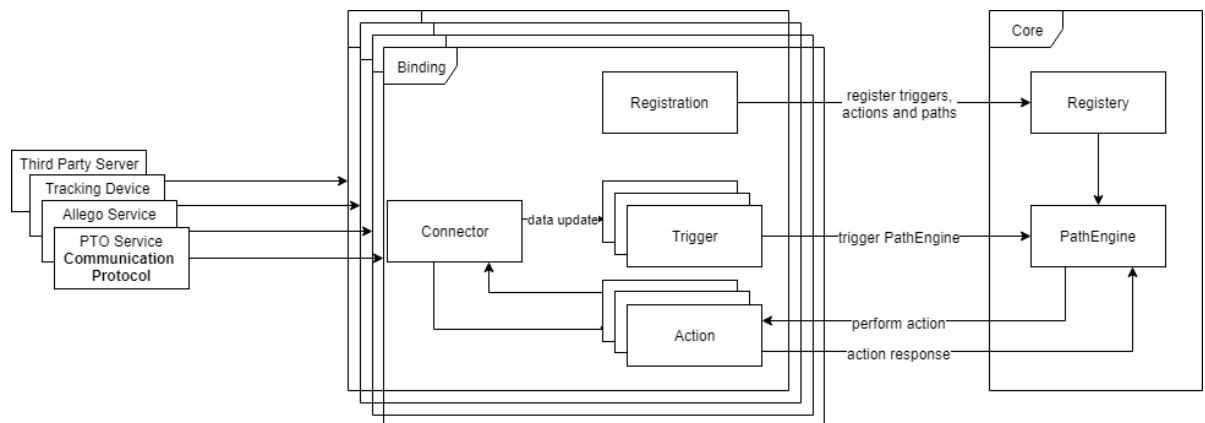 Core
Binding
Registration
register triggers,
actions and paths
Registery
Third Party Server
Tracking Device
Allego Service
PTO Service
Communication
Protocol
Connector
data update
Trigger
trigger PathEngine
PathEngine
perform action
Action
action response